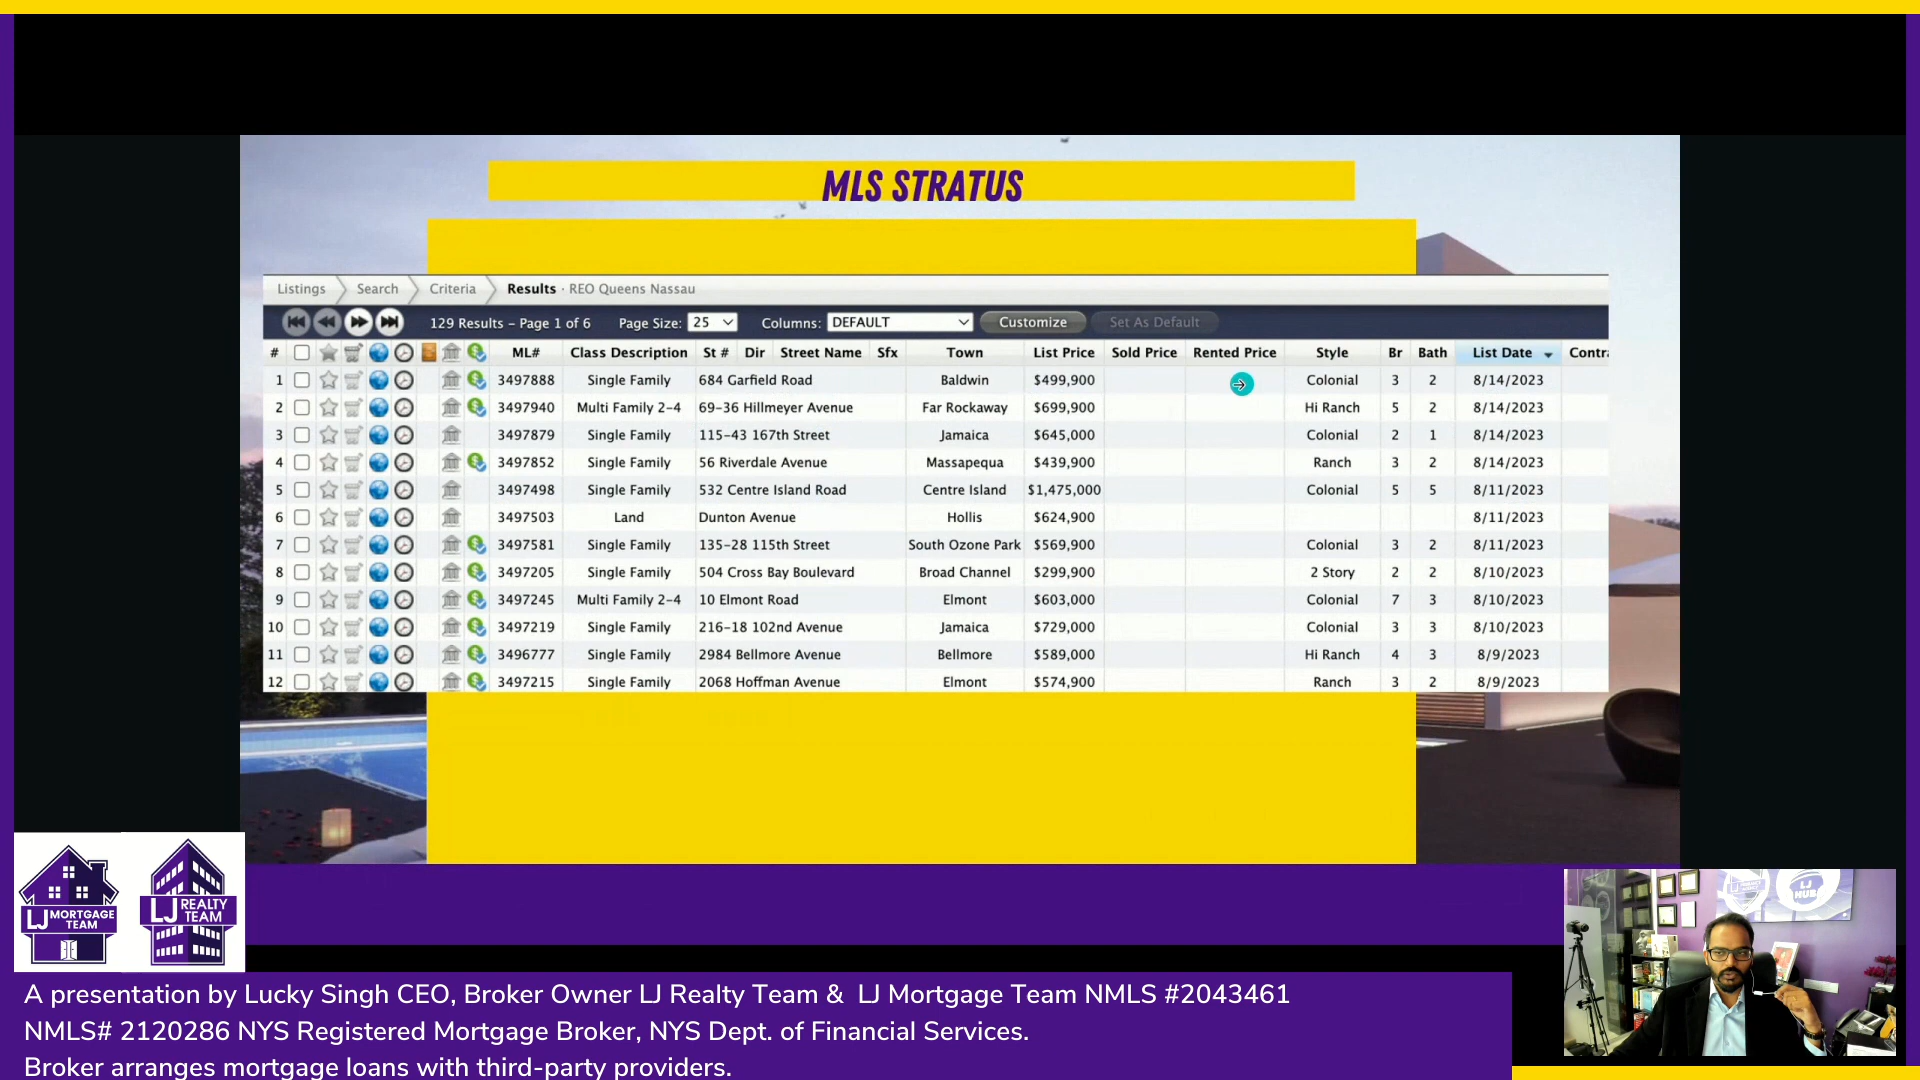 MLS STRATUS
Listings Search Criteria Results · REO Queens Nassau
129 Results – Page 1 of 6 Page Size: 25 Columns: DEFAULT Customize Set As Default
# ML# Class Description St # Dir Street Name Sfx Town List Price Sold Price Rented Price Style Br Bath List Date Contra
1 3497888 Single Family 684 Garfield Road Baldwin $499,900 Colonial 3 2 8/14/2023
2 3497940 Multi Family 2-4 69-36 Hillmeyer Avenue Far Rockaway $699,900 Hi Ranch 5 2 8/14/2023
3 3497879 Single Family 115-43 167th Street Jamaica $645,000 Colonial 2 1 8/14/2023
4 3497852 Single Family 56 Riverdale Avenue Massapequa $439,900 Ranch 3 2 8/14/2023
5 3497498 Single Family 532 Centre Island Road Centre Island $1,475,000 Colonial 5 5 8/11/2023
6 3497503 Land Dunton Avenue Hollis $624,900 8/11/2023
7 3497581 Single Family 135-28 115th Street South Ozone Park $569,900 Colonial 3 2 8/11/2023
8 3497205 Single Family 504 Cross Bay Boulevard Broad Channel $299,900 2 Story 2 2 8/10/2023
9 3497245 Multi Family 2-4 10 Elmont Road Elmont $603,000 Colonial 7 3 8/10/2023
10 3497219 Single Family 216-18 102nd Avenue Jamaica $729,000 Colonial 3 3 8/10/2023
11 3496777 Single Family 2984 Bellmore Avenue Bellmore $589,000 Hi Ranch 4 3 8/9/2023
12 3497215 Single Family 2068 Hoffman Avenue Elmont $574,900 Ranch 3 2 8/9/2023
LJ MORTGAGE TEAM
LJ REALTY TEAM
LJ HUB
A presentation by Lucky Singh CEO, Broker Owner LJ Realty Team & LJ Mortgage Team NMLS #2043461
NMLS# 2120286 NYS Registered Mortgage Broker, NYS Dept. of Financial Services.
Broker arranges mortgage loans with third-party providers.